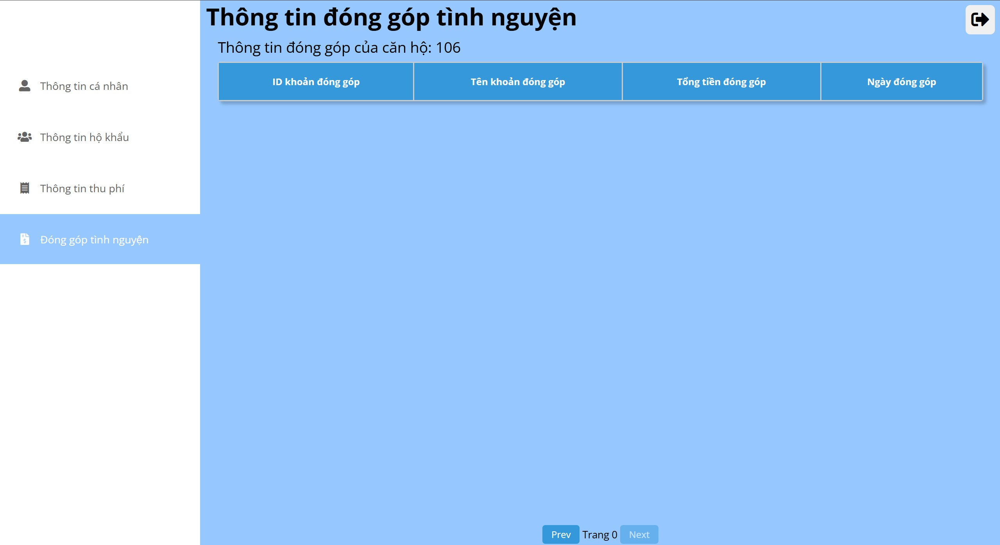 Thông tin đóng góp tình nguyện
Thông tin đóng góp của căn hộ: 106
ID khoản đóng góp
Tên khoản đóng góp
Tổng tiền đóng góp
Ngày đóng góp
Thông tin cá nhân
Thông tin hộ khẩu
Thông tin thu phí
Đóng góp tình nguyện
Prev Trang 0 Next